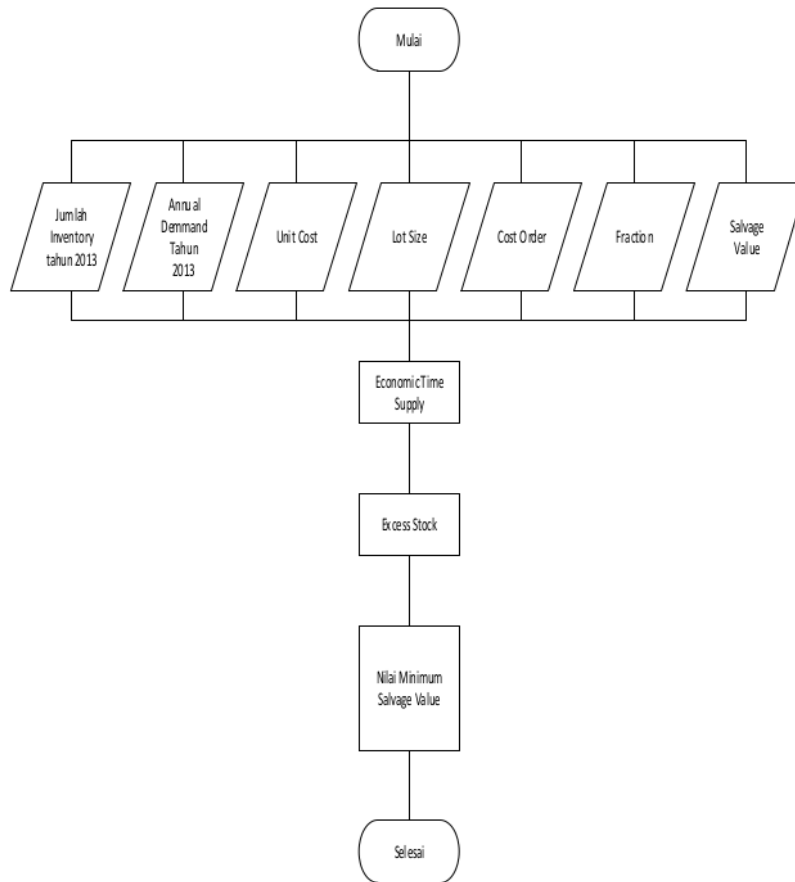 Mulai
Jumlah
Inventory
tahun 2013
Annual
Demmand
Tahun
2013
Unit Cost
Lot Size
Cost Order
Fraction
Salvage
Value
Economic Time
Supply
Excess Stock
Nilai Minimum
Salvage Value
Selesai